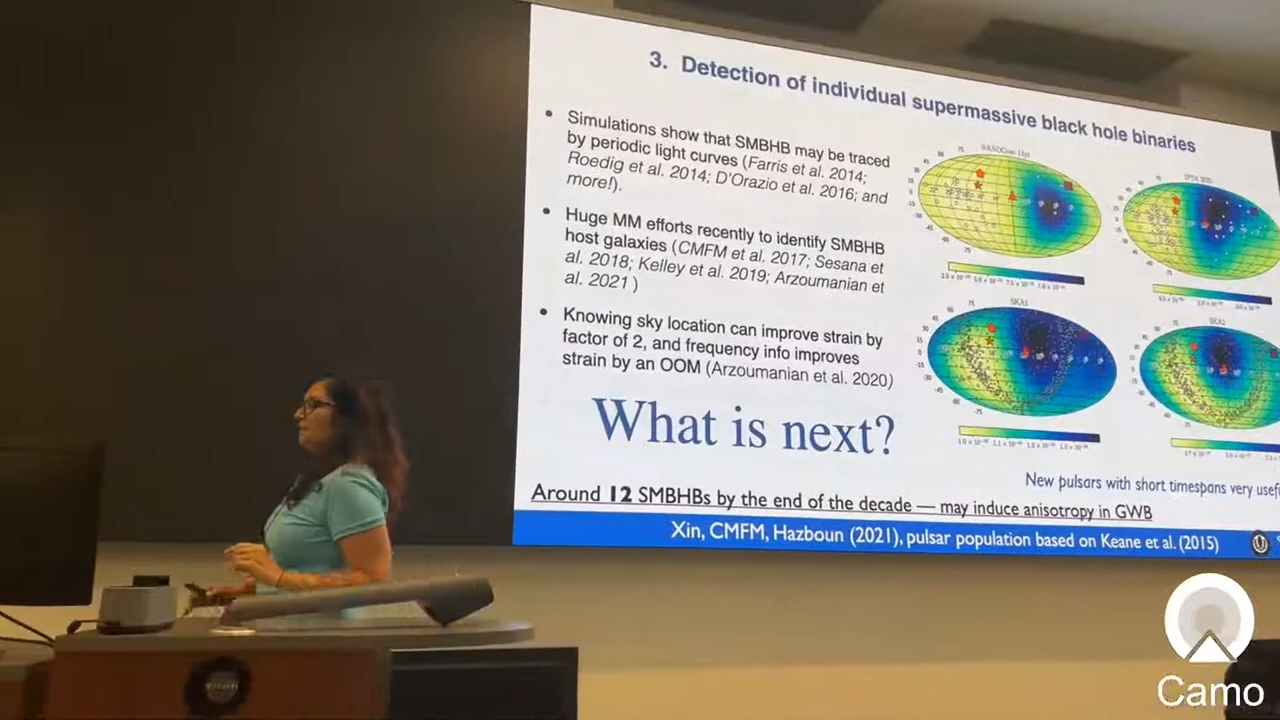 3. Detection of individual supermassive black hole binaries
• Simulations show that SMBHB may be traced
by periodic light curves (Farris et al. 2014;
Roedig et al. 2014; D'Orazio et al. 2016; and
more!).
• Huge MM efforts recently to identify SMBHB
host galaxies (CMFM et al. 2017; Sesana et
al. 2018; Kelley et al. 2019; Arzoumanian et
al. 2021 )
• Knowing sky location can improve strain by
factor of 2, and frequency info improves
strain by an OOM (Arzoumanian et al. 2020)
What is next?
NANOGrav 11yr
SKA1
SKA2
New pulsars with short timespans very usef
Around 12 SMBHBs by the end of the decade — may induce anisotropy in GWB
Xin, CMFM, Hazboun (2021), pulsar population based on Keane et al. (2015)
Camo